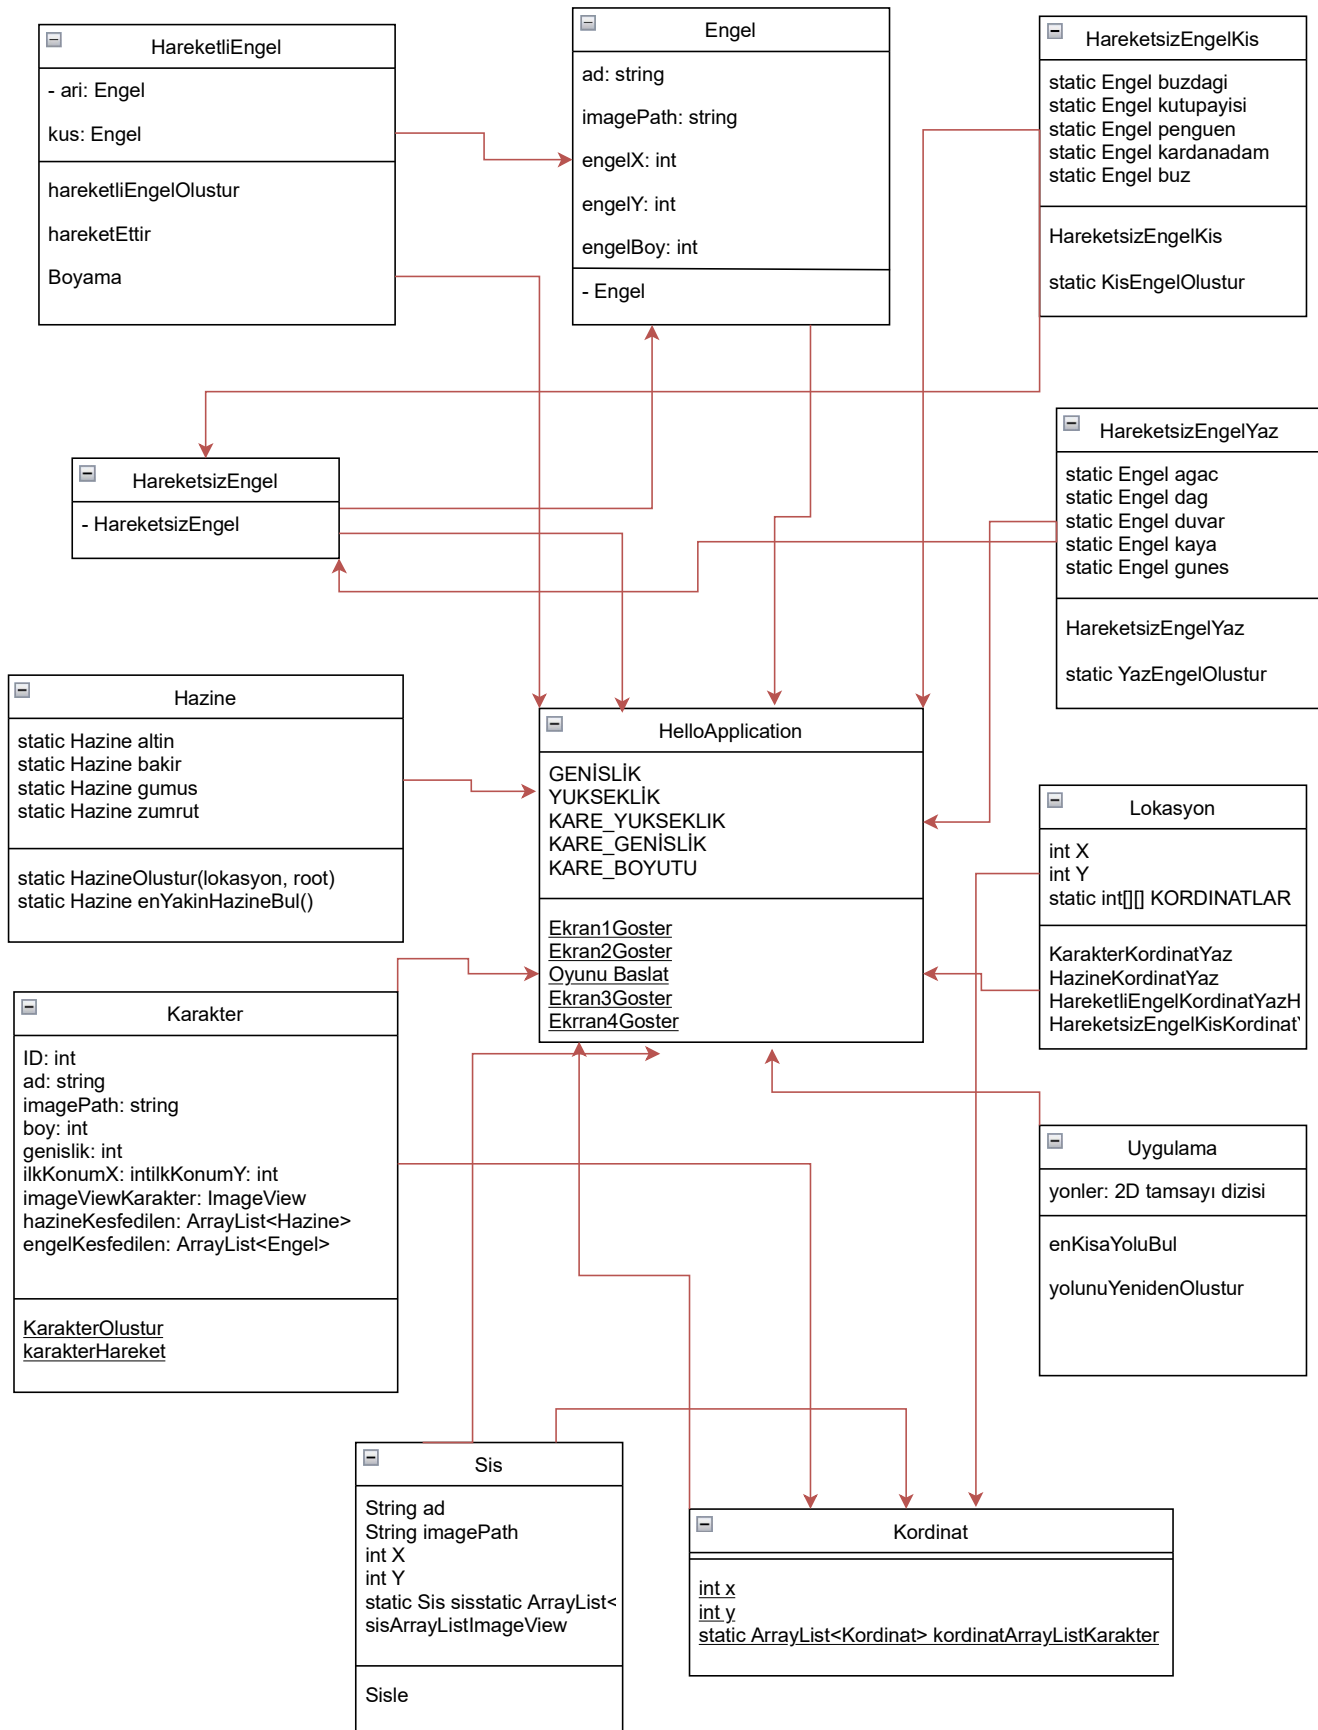 HareketliEngel
- ari: Engel
kus: Engel
hareketliEngelOlustur
hareketEttir
Boyama
Engel
ad: string
imagePath: string
engelX: int
engelY: int
engelBoy: int
- Engel
HareketsizEngelKis
static Engel buzdagi
static Engel kutupayisi
static Engel penguen
static Engel kardanadam
static Engel buz
HareketsizEngelKis
static KisEngelOlustur
HareketsizEngel
- HareketsizEngel
HareketsizEngelYaz
static Engel agac
static Engel dag
static Engel duvar
static Engel kaya
static Engel gunes
HareketsizEngelYaz
static YazEngelOlustur
Hazine
static Hazine altin
static Hazine bakir
static Hazine gumus
static Hazine zumrut
static HazineOlustur(lokasyon, root)
static Hazine enYakinHazineBul()
HelloApplication
GENİSLİK
YUKSEKLİK
KARE_YUKSEKLIK
KARE_GENİSLİK
KARE_BOYUTU
Ekran1Goster
Ekran2Goster
Oyunu Baslat
Ekran3Goster
Ekrran4Goster
Lokasyon
int X
int Y
static int[][] KORDINATLAR
KarakterKordinatYaz
HazineKordinatYaz
HareketliEngelKordinatYazH
HareketsizEngelKisKordinatY
Karakter
ID: int
ad: string
imagePath: string
boy: int
genislik: int
ilkKonumX: intilkKonumY: int
imageViewKarakter: ImageView
hazineKesfedilen: ArrayList<Hazine>
engelKesfedilen: ArrayList<Engel>
KarakterOlustur
karakterHareket
Uygulama
yonler: 2D tamsayı dizisi
enKisaYoluBul
yolunuYenidenOlustur
Sis
String ad
String imagePath
int X
int Y
static Sis sisstatic ArrayList<
sisArrayListImageView
Sisle
Kordinat
int x
int y
static ArrayList<Kordinat> kordinatArrayListKarakter